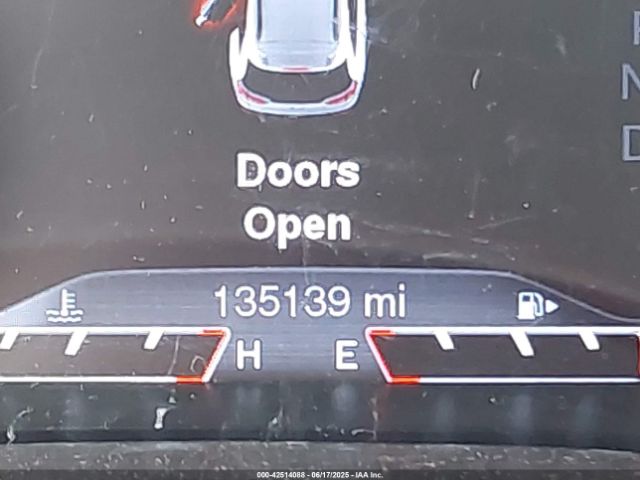 N
D
Doors
Open
135139 mi
H E
000-42514088 - 06/17/2025 - IAA Inc.